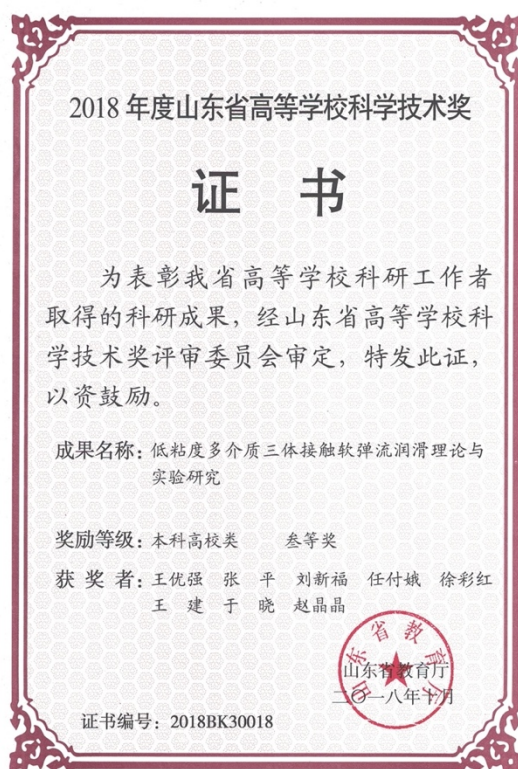 2018 年度山东省高等学校科学技术奖
证 书
为表彰我省高等学校科研工作者
取得的科研成果，经山东省高等学校科
学技术奖评审委员会审定，特发此证，
以资鼓励。
成果名称：低粘度多介质三体接触软弹流润滑理论与
实验研究
奖励等级：本科高校类 叁等奖
获 奖 者：王优强 张 平 刘新福 任付娥 徐彩红
王 建 于 晓 赵晶晶
山东省教育厅
山东省教育厅
二〇一八年十月
证书编号：2018BK30018